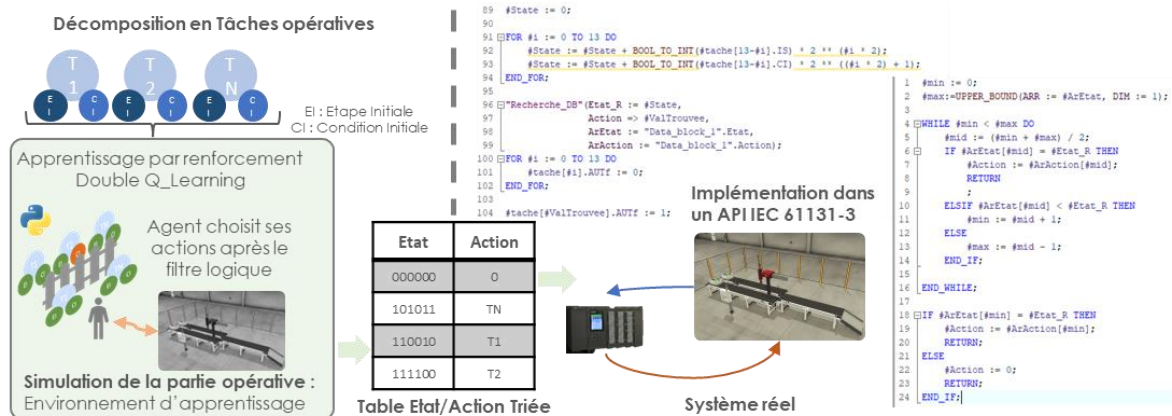 Décomposition en Tâches opératives
T 1
T 2
T N
E I
C I
E I
C I
E I
C I
EI : Etape Initiale
CI : Condition Initiale
Apprentissage par renforcement
Double Q_Learning
Agent choisit ses
actions après le
filtre logique
Simulation de la partie opérative :
Environnement d'apprentissage
Etat Action
000000 0
101011 TN
110010 T1
111100 T2
Table Etat/Action Triée
89 #State := 0;
90
91 FOR #i := 0 TO 13 DO
92 #State := #State + BOOL_TO_INT(#tache[13-#i].IS) * 2 ** (#i * 2);
93 #State := #State + BOOL_TO_INT(#tache[13-#i].CI) * 2 ** ((#i * 2) + 1);
94 END_FOR;
95
96 "Recherche_DB"(Etat_R := #State,
97 Action => #ValTrouvee,
98 ArEtat := "Data_block_1".Etat,
99 ArAction := "Data_block_1".Action);
100 FOR #i := 0 TO 13 DO
101 #tache[#i].AUTf := 0;
102 END_FOR;
103
104 #tache[#ValTrouvee].AUTf := 1;
Implémentation dans
un API IEC 61131-3
Système réel
1 #min := 0;
2 #max:=UPPER_BOUND(ARR := #ArEtat, DIM := 1);
3
4 WHILE #min < #max DO
5 #mid := (#min + #max) / 2;
6 IF #ArEtat[#mid] = #Etat_R THEN
7 #Action := #ArAction[#mid];
8 RETURN
9 ;
10 ELSIF #ArEtat[#mid] < #Etat_R THEN
11 #min := #mid + 1;
12 ELSE
13 #max := #mid - 1;
14 END_IF;
15
16 END_WHILE;
17
18 IF #ArEtat[#min] = #Etat_R THEN
19 #Action := #ArAction[#min];
20 RETURN;
21 ELSE
22 #Action := 0;
23 RETURN;
24 END_IF;